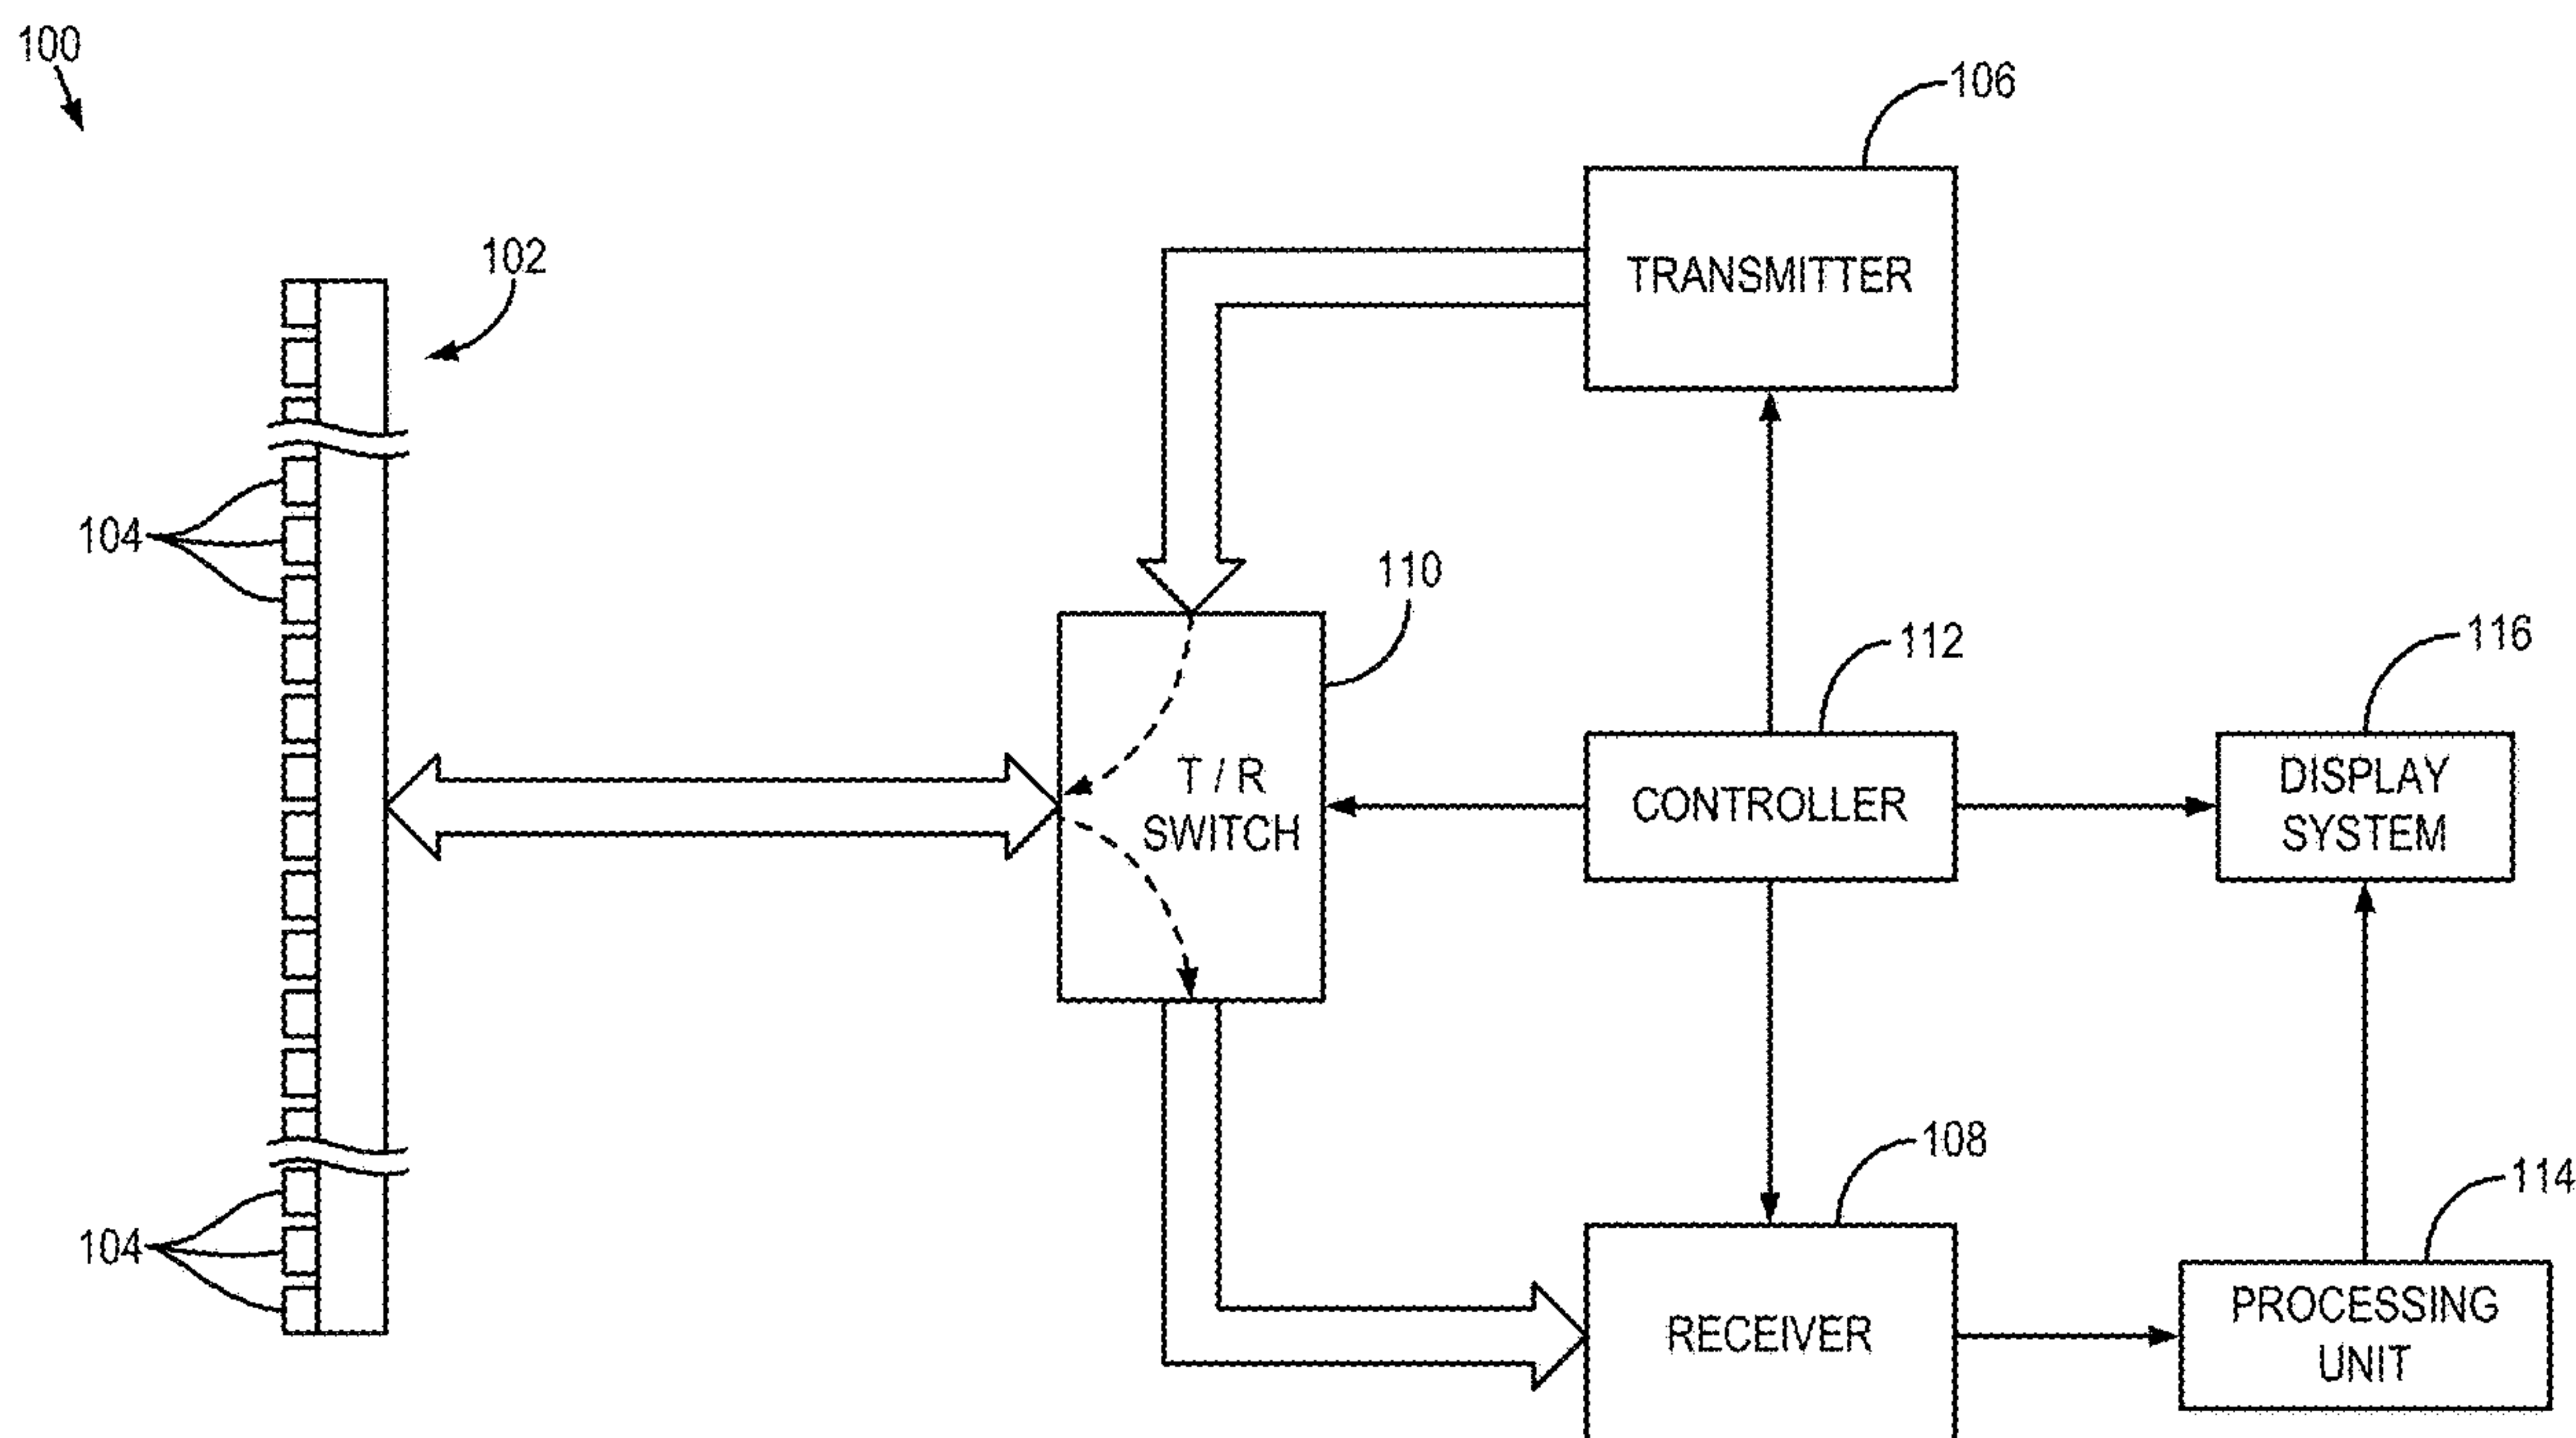 100
106
TRANSMITTER
102
104
110
112
116
T / R
SWITCH
CONTROLLER
DISPLAY
SYSTEM
108
114
104
RECEIVER
PROCESSING
UNIT